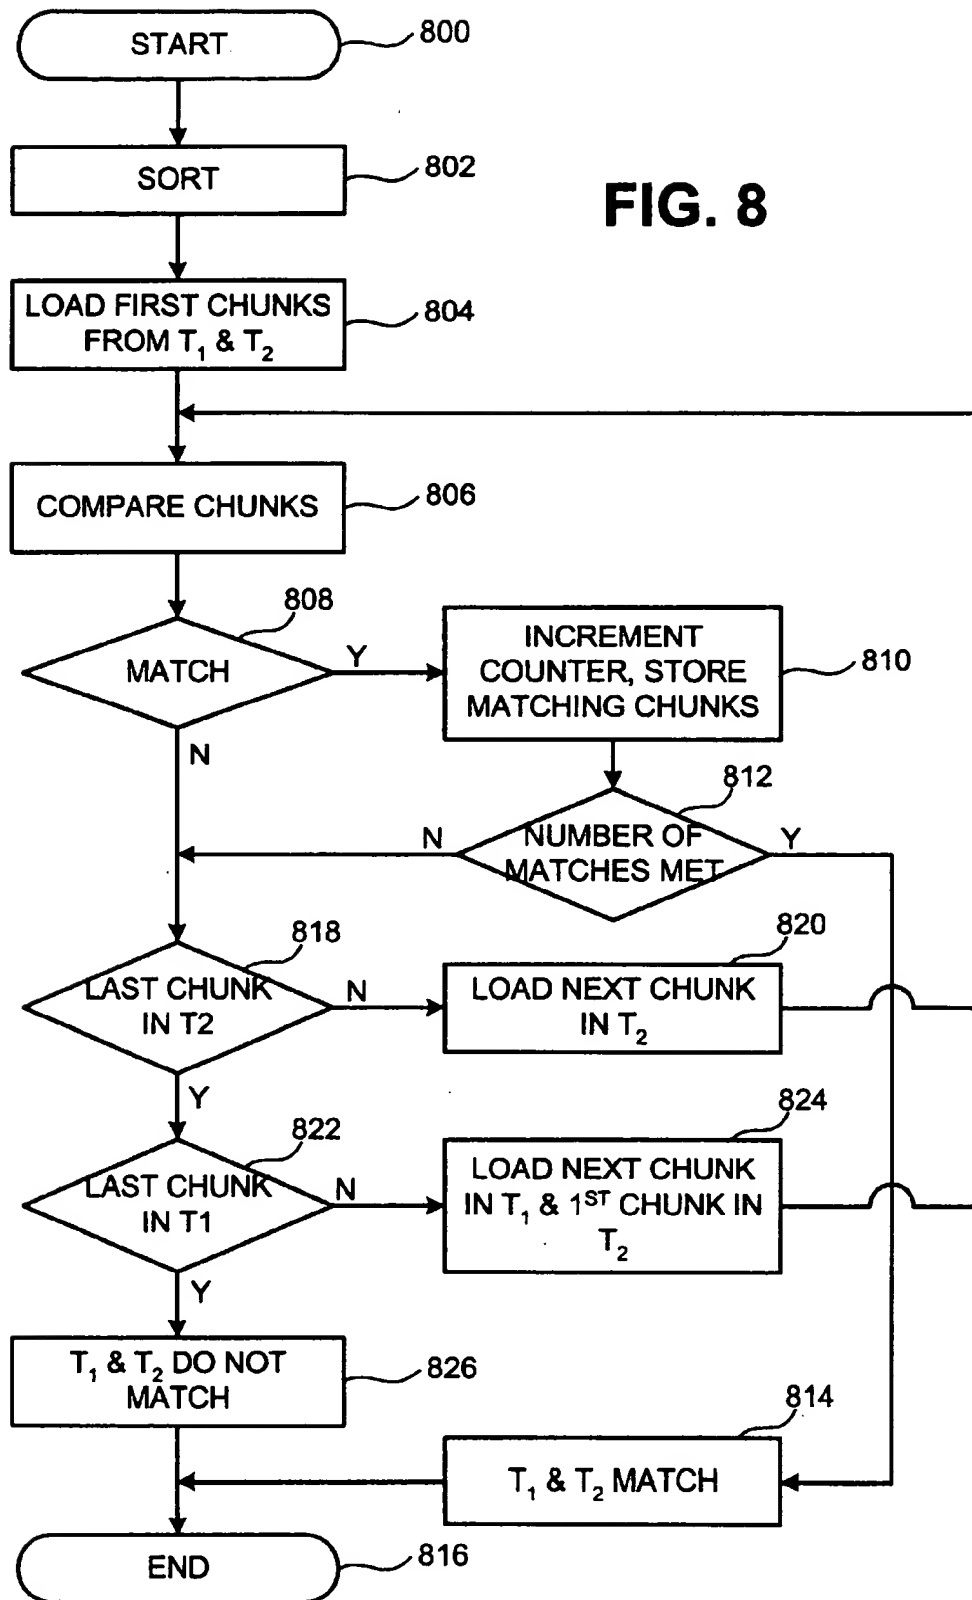 START
800
SORT
802
FIG. 8
LOAD FIRST CHUNKS
FROM T₁ & T₂
804
COMPARE CHUNKS
806
808
MATCH
Y
N
INCREMENT
COUNTER, STORE
MATCHING CHUNKS
810
812
NUMBER OF
MATCHES MET
N
Y
818
LAST CHUNK
IN T2
N
Y
820
LOAD NEXT CHUNK
IN T₂
822
LAST CHUNK
IN T1
N
Y
824
LOAD NEXT CHUNK
IN T₁ & 1ST CHUNK IN
T₂
T₁ & T₂ DO NOT
MATCH
826
814
T₁ & T₂ MATCH
END
816